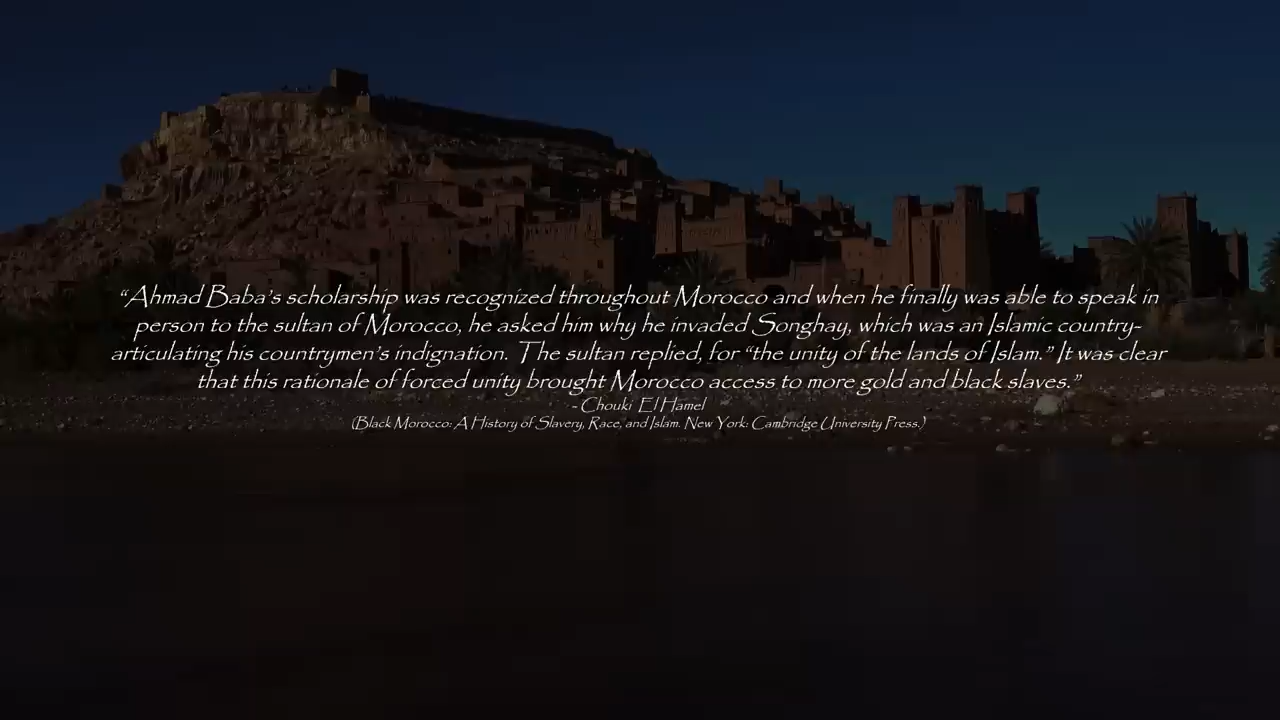 “Ahmad Baba’s scholarship was recognized throughout Morocco and when he finally was able to speak in
person to the sultan of Morocco, he asked him why he invaded Songhay, which was an Islamic country-
articulating his countrymen’s indignation. The sultan replied, for “the unity of the lands of Islam.” It was clear
that this rationale of forced unity brought Morocco access to more gold and black slaves.”
- Chouki El Hamel
(Black Morocco: A History of Slavery, Race, and Islam. New York: Cambridge University Press.)